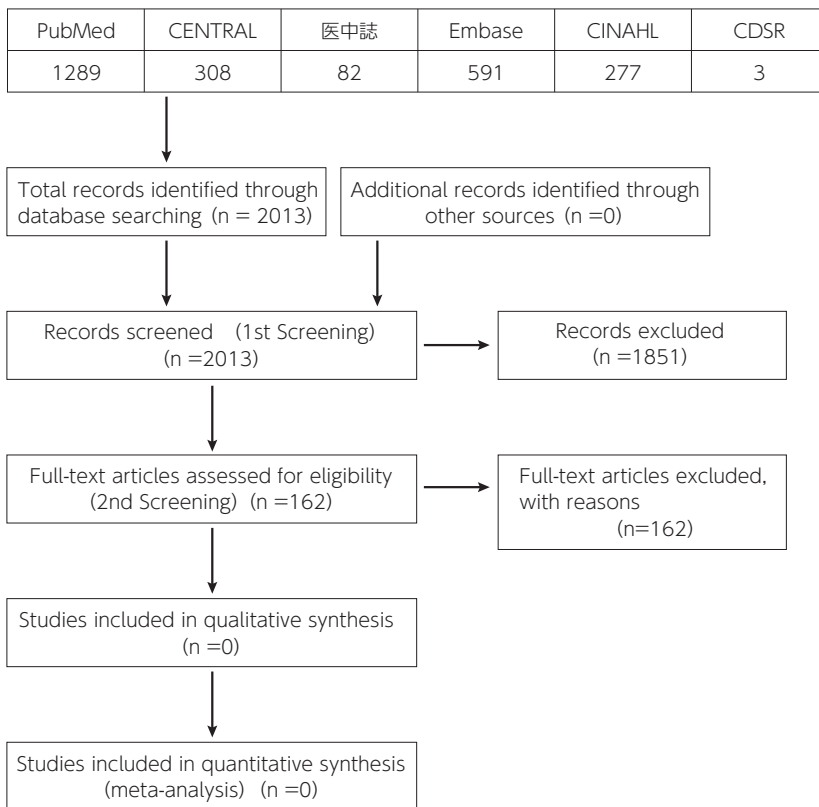 PubMed CENTRAL 医中誌 Embase CINAHL CDSR
1289 308 82 591 277 3
Total records identified through
database searching (n = 2013)
Additional records identified through
other sources (n =0)
Records screened (1st Screening)
(n =2013)
Records excluded
(n =1851)
Full-text articles assessed for eligibility
(2nd Screening) (n =162)
Full-text articles excluded,
with reasons
(n=162)
Studies included in qualitative synthesis
(n =0)
Studies included in quantitative synthesis
(meta-analysis) (n =0)